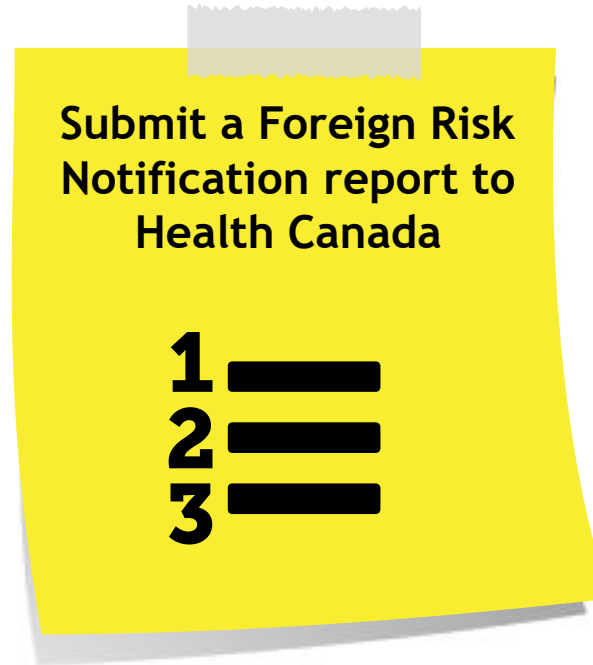 Submit a Foreign Risk
Notification report to
Health Canada
1
2
3